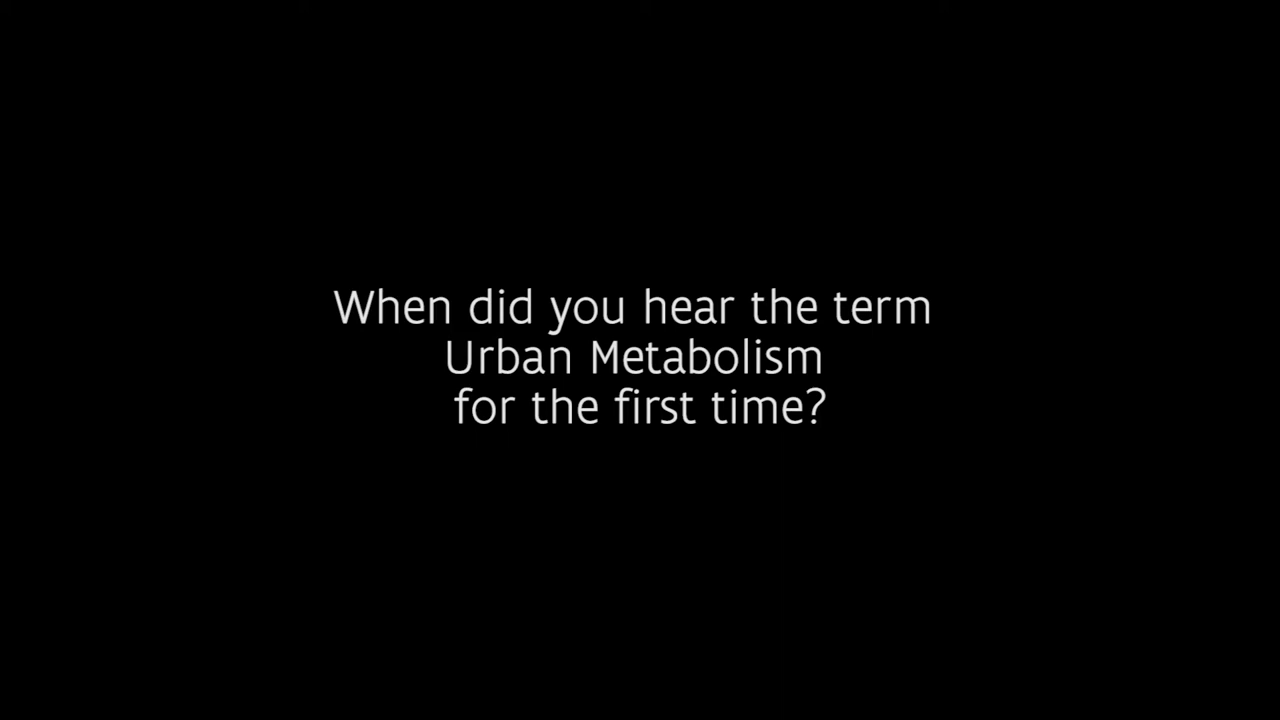 When did you hear the term
Urban Metabolism
for the first time?